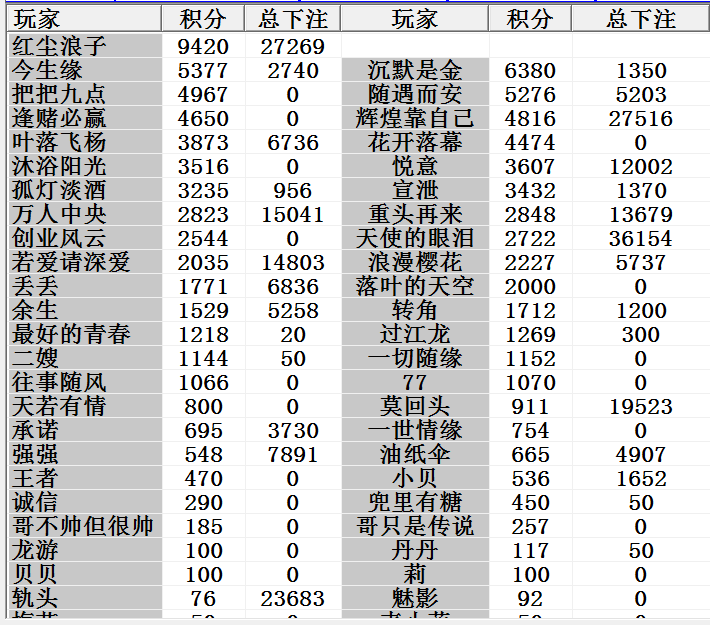 玩家 积分 总下注 玩家 积分 总下注
红尘浪子 9420 27269
今生缘 5377 2740 沉默是金 6380 1350
把把九点 4967 0 随遇而安 5276 5203
逢赌必赢 4650 0 辉煌靠自己 4816 27516
叶落飞杨 3873 6736 花开落幕 4474 0
沐浴阳光 3516 0 悦意 3607 12002
孤灯淡酒 3235 956 宣泄 3432 1370
万人中央 2823 15041 重头再来 2848 13679
创业风云 2544 0 天使的眼泪 2722 36154
若爱请深爱 2035 14803 浪漫樱花 2227 5737
丢丢 1771 6836 落叶的天空 2000 0
余生 1529 5258 转角 1712 1200
最好的青春 1218 20 过江龙 1269 300
二嫂 1144 50 一切随缘 1152 0
往事随风 1066 0 77 1070 0
天若有情 800 0 莫回头 911 19523
承诺 695 3730 一世情缘 754 0
强强 548 7891 油纸伞 665 4907
王者 470 0 小贝 536 1652
诚信 290 0 兜里有糖 450 50
哥不帅但很帅 185 0 哥只是传说 257 0
龙游 100 0 丹丹 117 50
贝贝 100 0 莉 100 0
轨头 76 23683 魅影 92 0